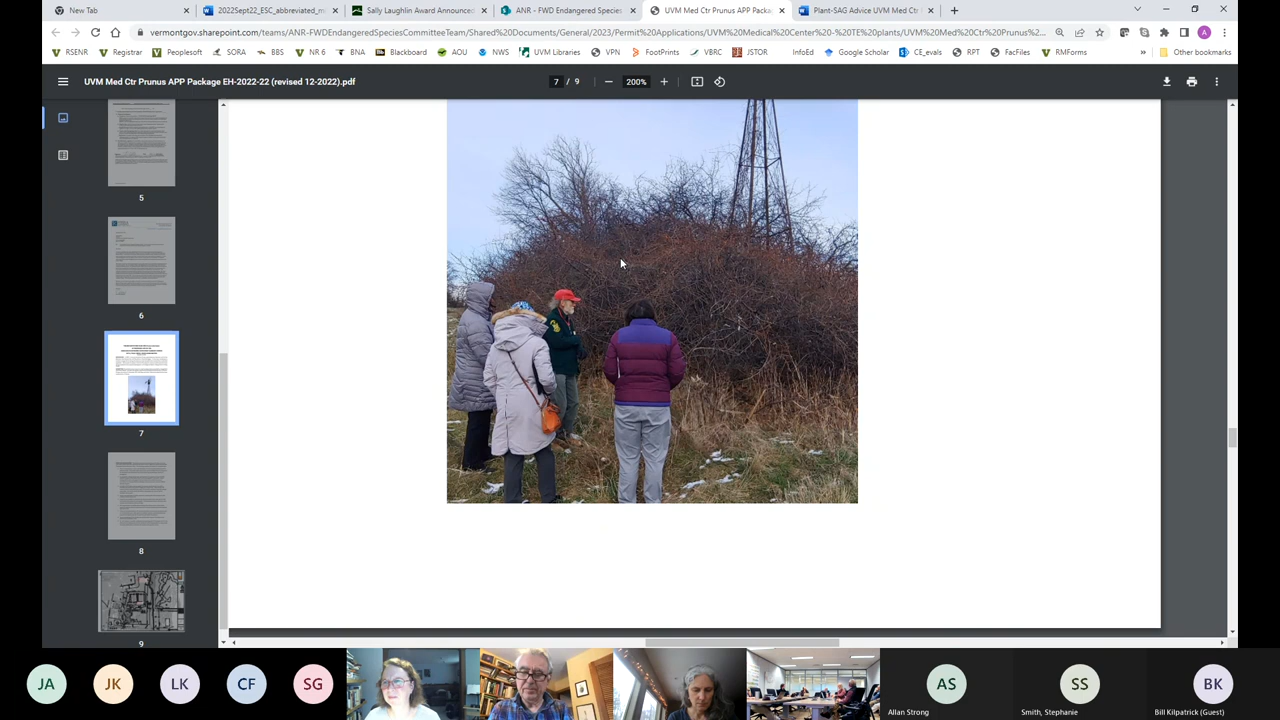 New Tab
2022Sept22_ESC_abbreviated_m
Sally Laughlin Award Announced
ANR - FWD Endangered Species
UVM Med Ctr Prunus APP Packa
Plant-SAG Advice UVM Med Ctr
vermontgov.sharepoint.com/teams/ANR-FWDEndangeredSpeciesCommitteeTeam/Shared%20Documents/General/2023/Permit%20Applications/UVM%20Medical%20Center%20-%20TE%20plants/UVM%20Med%20Ctr%20Prunus%...
RSENR
Registrar
Peoplesoft
SORA
BBS
NR 6
BNA
Blackboard
AOU
NWS
UVM Libraries
VPN
FootPrints
VBRC
JSTOR
InfoEd
Google Scholar
CE_evals
RPT
FacFiles
RMForms
»
Other bookmarks
UVM Med Ctr Prunus APP Package EH-2022-22 (revised 12-2022).pdf
7 / 9
200%
5
6
7
8
9
JA
JK
LK
CF
SG
AS
Allan Strong
SS
Smith, Stephanie
BK
Bill Kilpatrick (Guest)